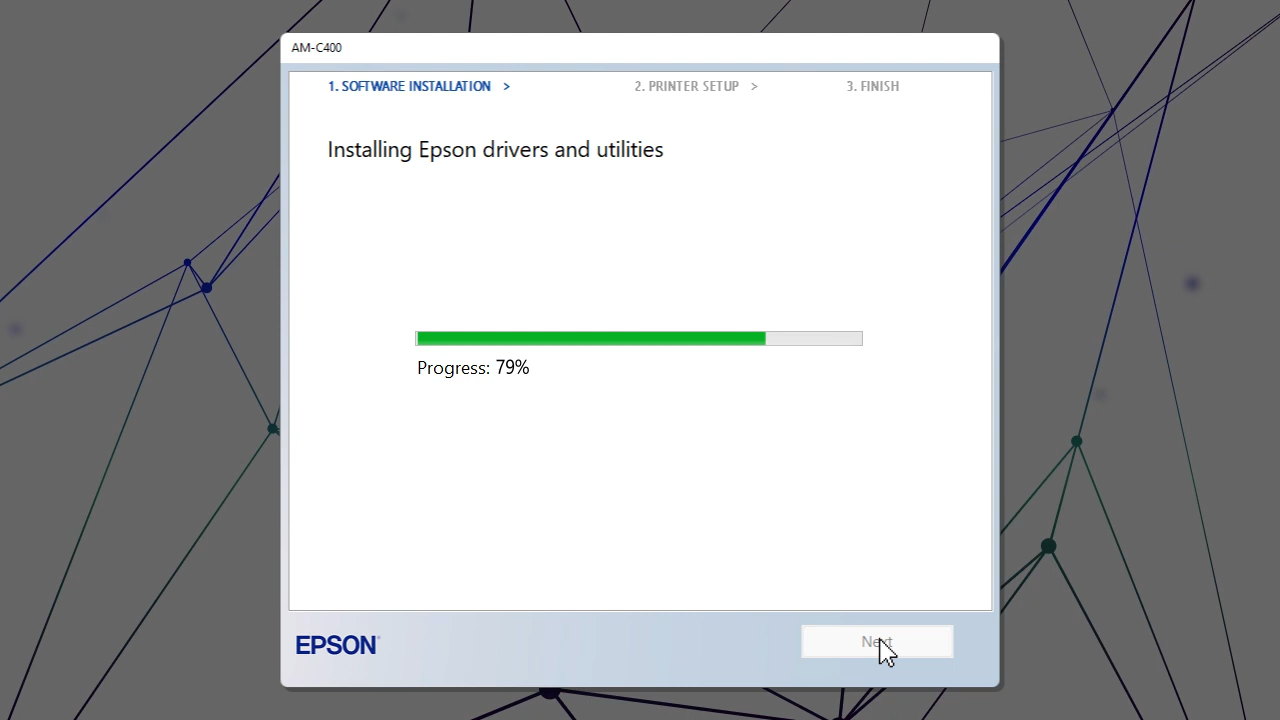 AM-C400
1. SOFTWARE INSTALLATION >
2. PRINTER SETUP >
3. FINISH
Installing Epson drivers and utilities
Progress: 79%
EPSON
Next